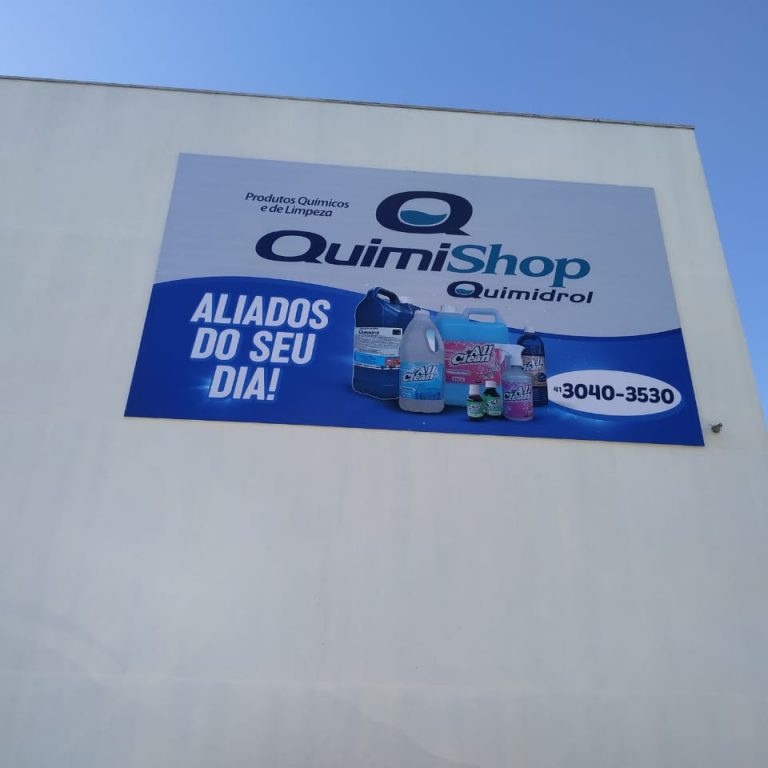 Produtos Químicos
e de Limpeza
QuimiShop
Quimidrol
ALIADOS
DO SEU
DIA!
Quimidrol
All
Clean
All
Clean
All
Clean
41 3040-3530